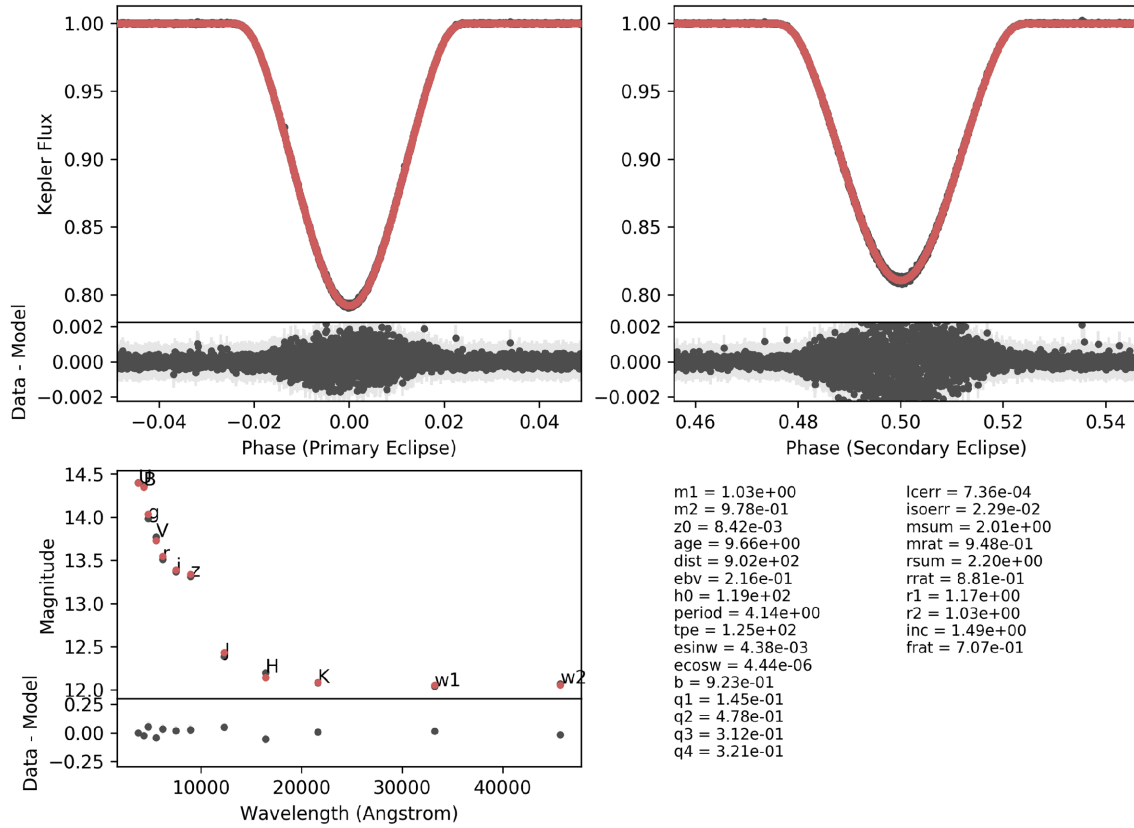 1.00
0.95
0.90
0.85
0.80
Kepler Flux
0.002
0.000
−0.002
Data - Model
−0.04 −0.02 0.00 0.02 0.04
Phase (Primary Eclipse)
1.00
0.95
0.90
0.85
0.80
0.002
0.000
−0.002
0.46 0.48 0.50 0.52 0.54
Phase (Secondary Eclipse)
14.5
14.0
13.5
13.0
12.5
12.0
Magnitude
U B g V r i z J H K w1 w2
0.25
0.00
−0.25
Data - Model
10000 20000 30000 40000
Wavelength (Angstrom)
m1 = 1.03e+00
m2 = 9.78e-01
z0 = 8.42e-03
age = 9.66e+00
dist = 9.02e+02
ebv = 2.16e-01
h0 = 1.19e+02
period = 4.14e+00
tpe = 1.25e+02
esinw = 4.38e-03
ecosw = 4.44e-06
b = 9.23e-01
q1 = 1.45e-01
q2 = 4.78e-01
q3 = 3.12e-01
q4 = 3.21e-01
lcerr = 7.36e-04
isoerr = 2.29e-02
msum = 2.01e+00
mrat = 9.48e-01
rsum = 2.20e+00
rrat = 8.81e-01
r1 = 1.17e+00
r2 = 1.03e+00
inc = 1.49e+00
frat = 7.07e-01